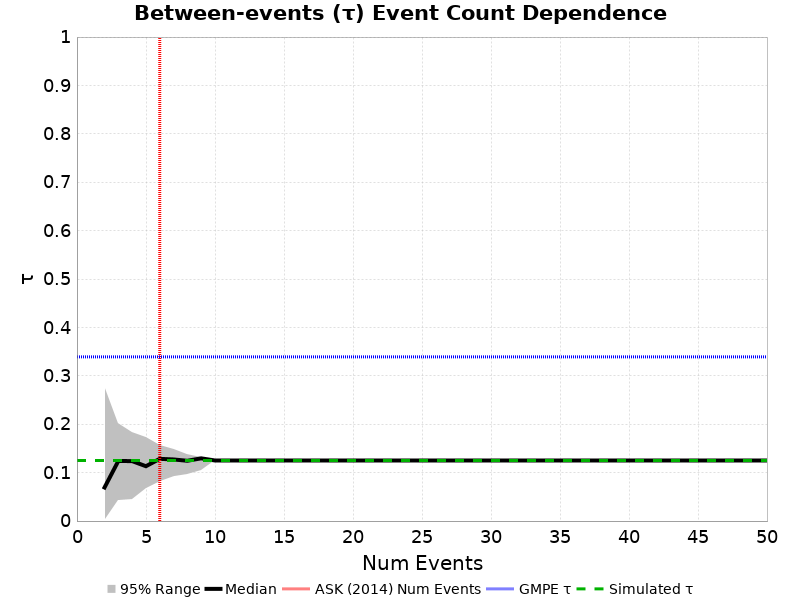 Between-events (τ) Event Count Dependence
1
0.9
0.8
0.7
0.6
0.5
0.4
0.3
0.2
0.1
0
τ
0 5 10 15 20 25 30 35 40 45 50
Num Events
95% Range Median ASK (2014) Num Events GMPE τ Simulated τ